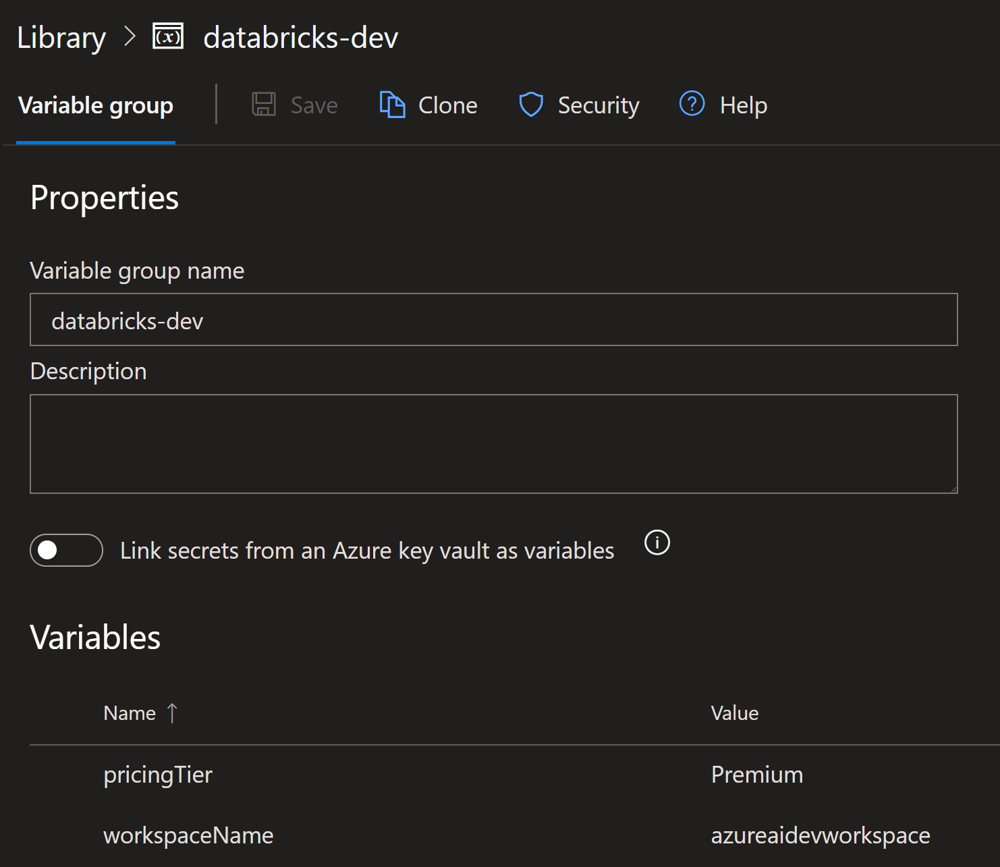 Library > (x) databricks-dev
Variable group Save Clone Security ? Help
Properties
Variable group name
databricks-dev
Description
Link secrets from an Azure key vault as variables i
Variables
Name ↑ Value
pricingTier Premium
workspaceName azureaidevworkspace